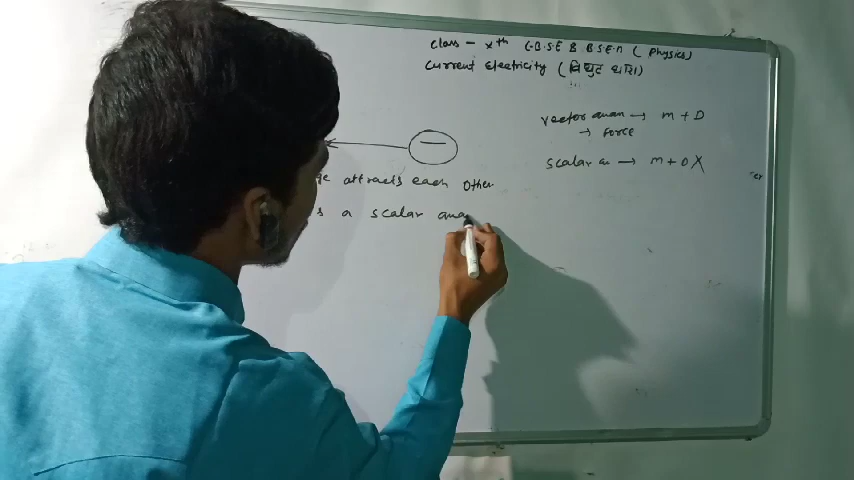 Class - xth C.B.S.E & B.S.E.B (Physics)
Current electricity (विद्युत धारा)
vector quan → m + D
→ force
Scalar qu → m + D X
—
attracts each other
s a scalar qua